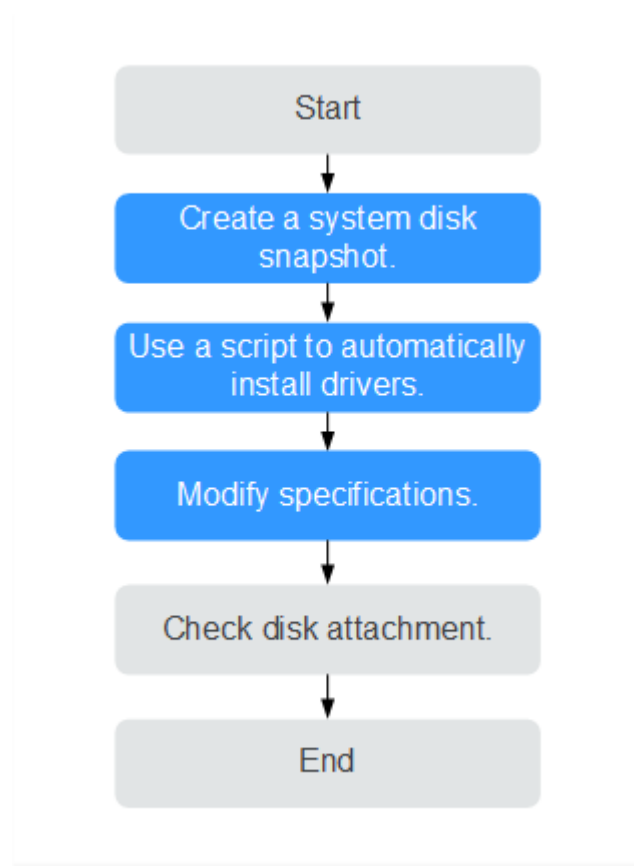 Start
Create a system disk
snapshot.
Use a script to automatically
install drivers.
Modify specifications.
Check disk attachment.
End